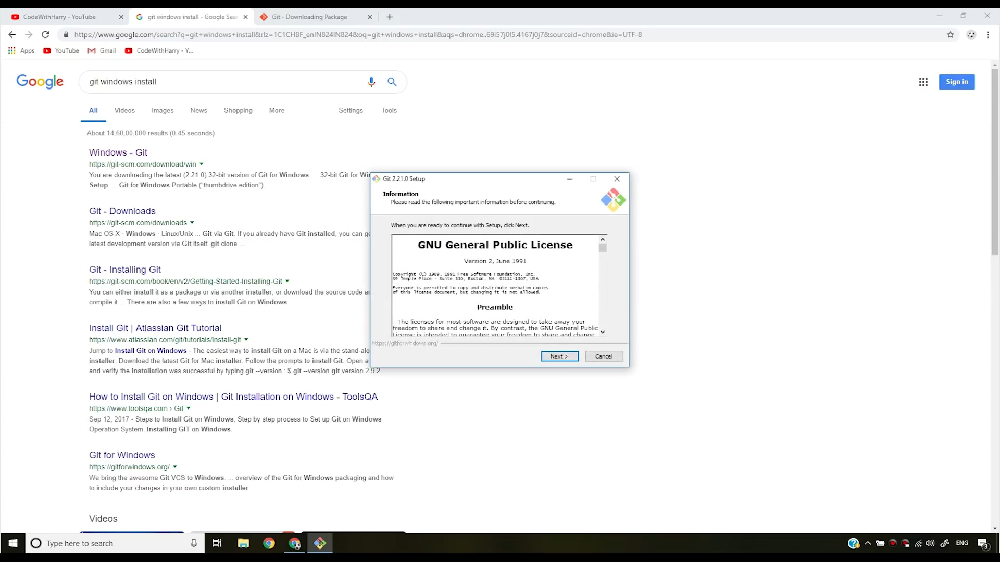 CodeWithHarry - YouTube
git windows install - Google Sear
Git - Downloading Package
https://www.google.com/search?q=git+windows+install&rlz=1C1CHBF_enIN824IN824&oq=git+windows+install&aqs=chrome..69i57j0l5.4167j0j7&sourceid=chrome&ie=UTF-8
Apps
YouTube
Gmail
CodeWithHarry - Y...
Google
git windows install
Sign in
All
Videos
Images
News
Shopping
More
Settings
Tools
About 14,60,00,000 results (0.45 seconds)
Windows - Git
https://git-scm.com/download/win
You are downloading the latest (2.21.0) 32-bit version of Git for Windows. ... 32-bit Git for Win
Setup. ... Git for Windows Portable ("thumbdrive edition").
Git - Downloads
https://git-scm.com/downloads
Mac OS X · Windows · Linux/Unix ... Git via Git. If you already have Git installed, you can ge
latest development version via Git itself: git clone ...
Git - Installing Git
https://git-scm.com/book/en/v2/Getting-Started-Installing-Git
You can either install it as a package or via another installer, or download the source code an
compile it ... There are also a few ways to install Git on Windows.
Install Git | Atlassian Git Tutorial
https://www.atlassian.com/git/tutorials/install-git
Jump to Install Git on Windows - The easiest way to install Git on a Mac is via the stand-alo
installer: Download the latest Git for Mac installer. Follow the prompts to install Git. Open a
and verify the installation was successful by typing git --version : $ git --version git version 2.9.2.
How to Install Git on Windows | Git Installation on Windows - ToolsQA
https://www.toolsqa.com › Git
Sep 12, 2017 - Steps to Install Git on Windows. Step by step process to Set up Git on Windows
Operation System. Installing GIT on Windows.
Git for Windows
https://gitforwindows.org/
We bring the awesome Git VCS to Windows. ... overview of the Git for Windows packaging and how
to include your changes in your own custom installer.
Videos
Git 2.21.0 Setup
Information
Please read the following important information before continuing.
When you are ready to continue with Setup, click Next.
GNU General Public License
Version 2, June 1991
Copyright (C) 1989, 1991 Free Software Foundation, Inc.
59 Temple Place - Suite 330, Boston, MA  02111-1307, USA
Everyone is permitted to copy and distribute verbatim copies
of this license document, but changing it is not allowed.
Preamble
The licenses for most software are designed to take away your
freedom to share and change it. By contrast, the GNU General Public
License is intended to guarantee your freedom to share and change
https://gitforwindows.org/
Next >
Cancel
Type here to search
ENG
3